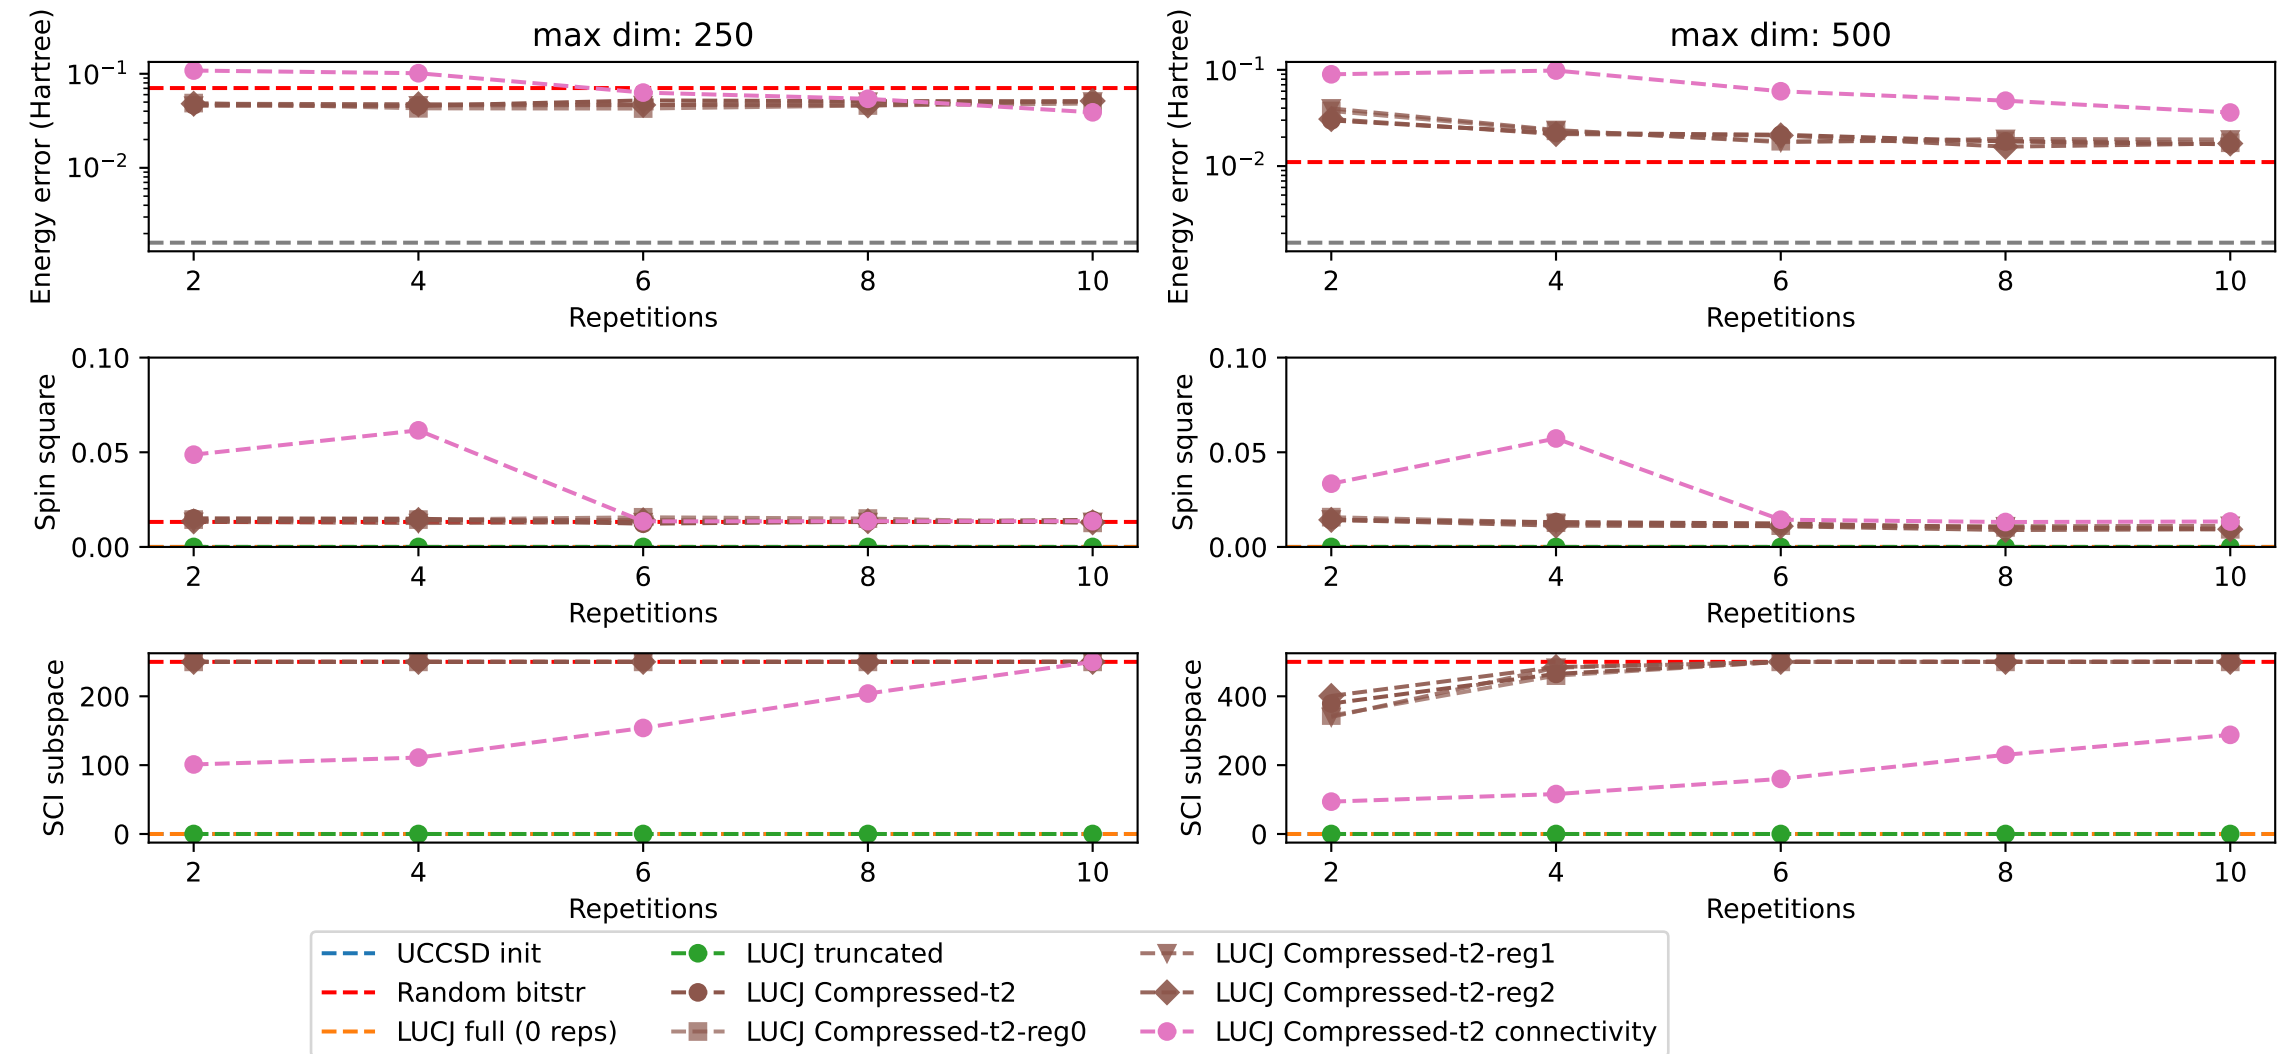 max dim: 250
max dim: 500
Energy error (Hartree)
10⁻¹
10⁻²
2 4 6 8 10
Repetitions
Energy error (Hartree)
10⁻¹
10⁻²
2 4 6 8 10
Repetitions
Spin square
0.10
0.05
0.00
2 4 6 8 10
Repetitions
Spin square
0.10
0.05
0.00
2 4 6 8 10
Repetitions
SCI subspace
200
100
0
2 4 6 8 10
Repetitions
SCI subspace
400
200
0
2 4 6 8 10
Repetitions
UCCSD init
Random bitstr
LUCJ full (0 reps)
LUCJ truncated
LUCJ Compressed-t2
LUCJ Compressed-t2-reg0
LUCJ Compressed-t2-reg1
LUCJ Compressed-t2-reg2
LUCJ Compressed-t2 connectivity